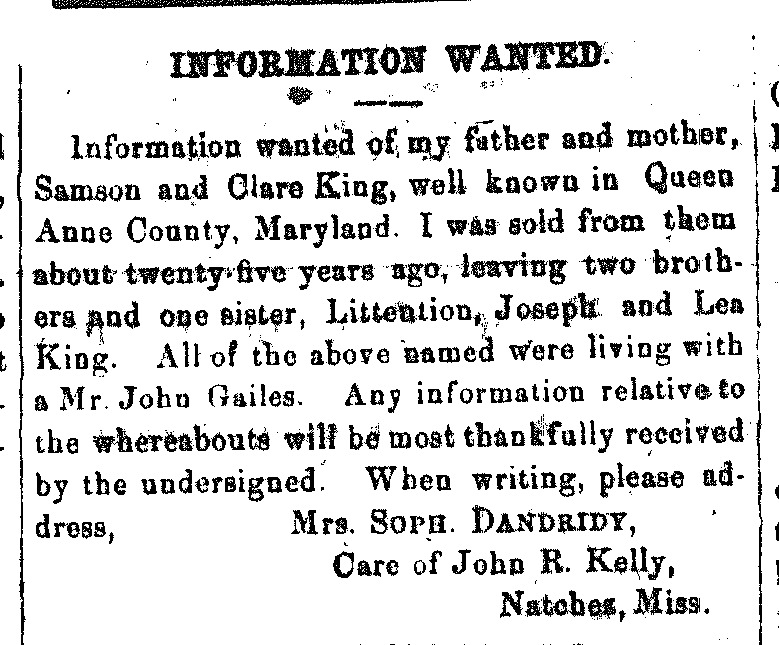 INFORMATION WANTED.
Information wanted of my father and mother,
Samson and Clare King, well known in Queen
Anne County, Maryland. I was sold from them
about twenty-five years ago, leaving two broth-
ers and one sister, Littention, Joseph and Lea
King. All of the above named were living with
a Mr. John Gailes. Any information relative to
the whereabouts will be most thankfully received
by the undersigned. When writing, please ad-
dress, Mrs. SOPH. DANDRIDY,
Care of John R. Kelly,
Natches, Miss.